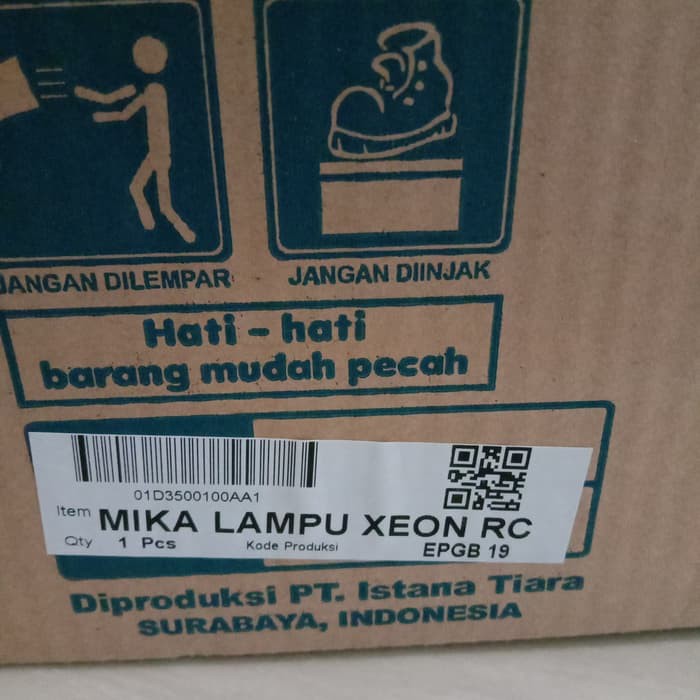 JANGAN DILEMPAR
JANGAN DIINJAK
Hati - hati
barang mudah pecah
01D3500100AA1
Item MIKA LAMPU XEON RC
Qty 1 Pcs Kode Produksi EPGB 19
Diproduksi PT. Istana Tiara
SURABAYA, INDONESIA